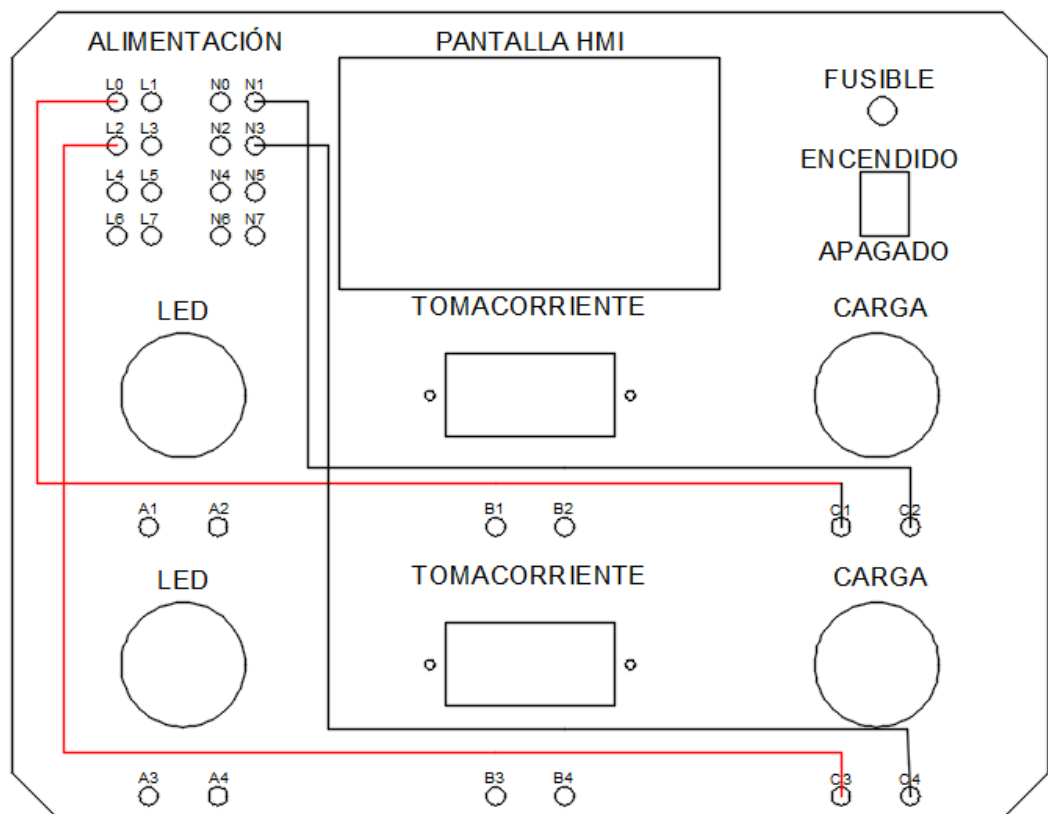 ALIMENTACIÓN
PANTALLA HMI
FUSIBLE
L0 L1 N0 N1
L2 L3 N2 N3
ENCENDIDO
L4 L5 N4 N5
L6 L7 N6 N7
APAGADO
LED
TOMACORRIENTE
CARGA
A1 A2 B1 B2 C1 C2
LED
TOMACORRIENTE
CARGA
A3 A4 B3 B4 C3 C4